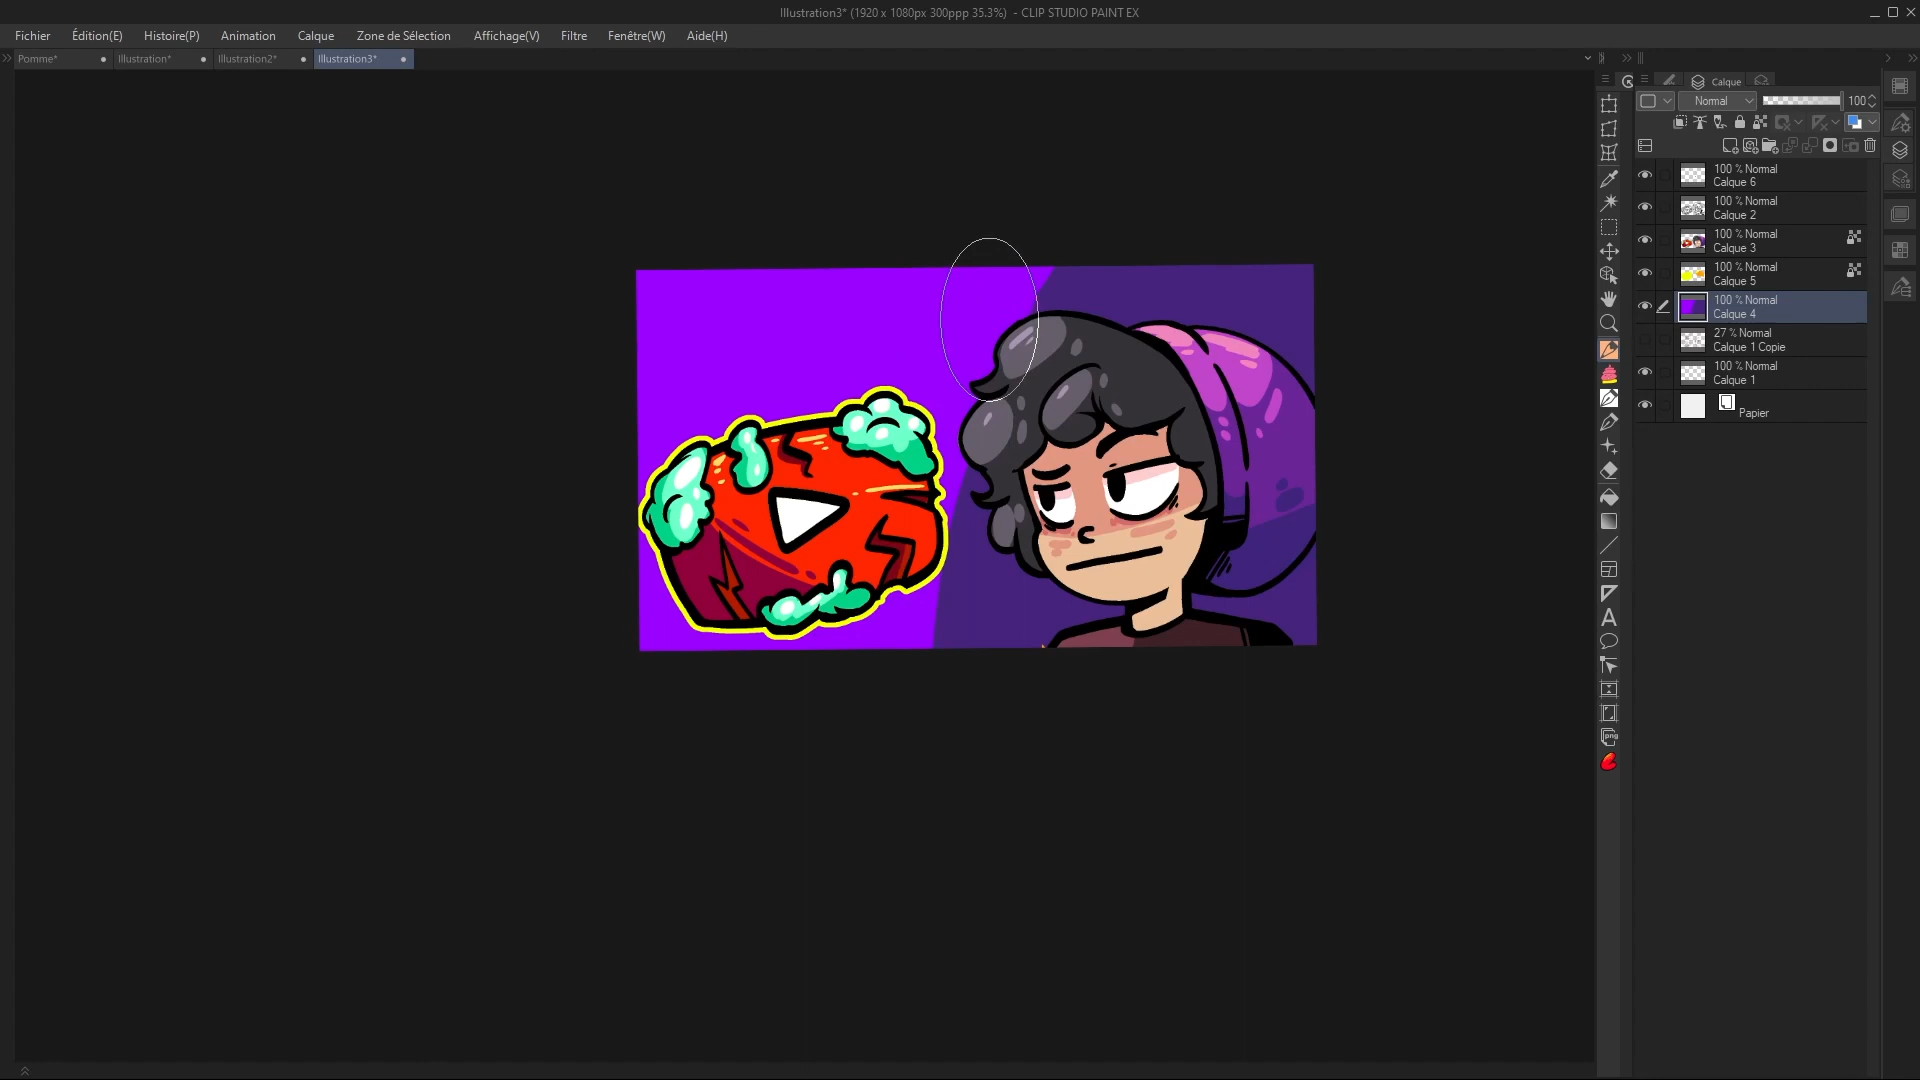 Illustration3* (1920 x 1080px 300ppp 35.3%)  - CLIP STUDIO PAINT EX
Fichier Édition(E) Histoire(P) Animation Calque Zone de Sélection Affichage(V) Filtre Fenêtre(W) Aide(H)
Pomme* Illustration* Illustration2* Illustration3*
Calque
Normal 100
100 % Normal
Calque 6
100 % Normal
Calque 2
100 % Normal
Calque 3
100 % Normal
Calque 5
100 % Normal
Calque 4
27 % Normal
Calque 1 Copie
100 % Normal
Calque 1
Papier
A
png